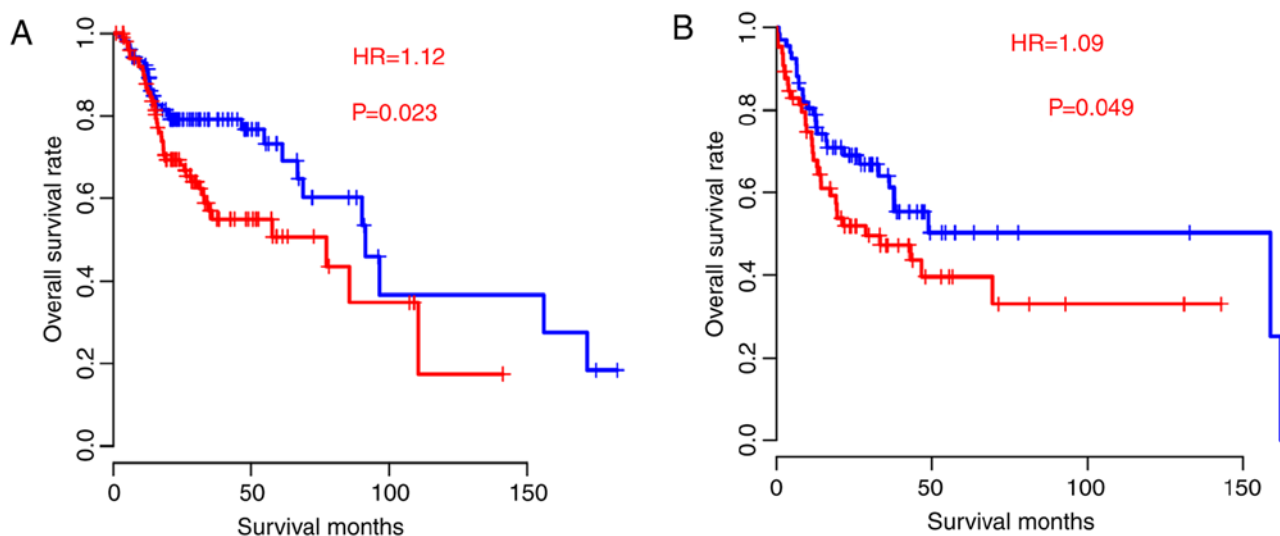 A
HR=1.12
P=0.023
Overall survival rate
1.0
0.8
0.6
0.4
0.2
0.0
0 50 100 150
Survival months
B
HR=1.09
P=0.049
Overall survival rate
1.0
0.8
0.6
0.4
0.2
0.0
0 50 100 150
Survival months